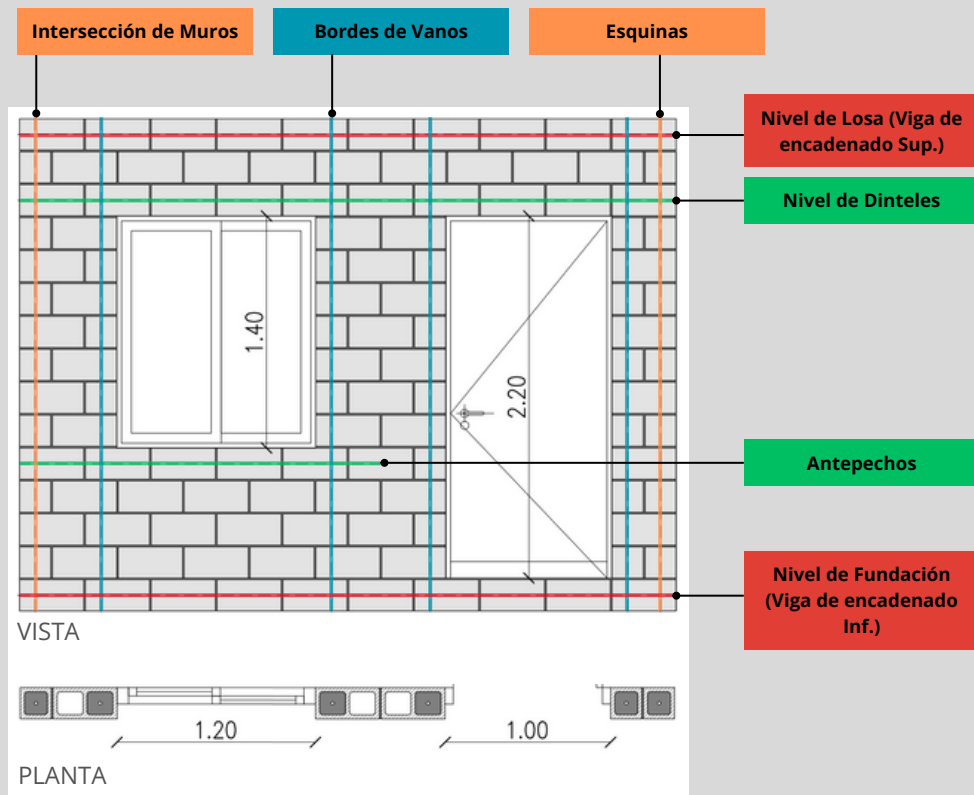 Intersección de Muros
Bordes de Vanos
Esquinas
Nivel de Losa (Viga de
encadenado Sup.)
Nivel de Dinteles
1.40
2.20
Antepechos
Nivel de Fundación
(Viga de encadenado
Inf.)
VISTA
1.20
1.00
PLANTA